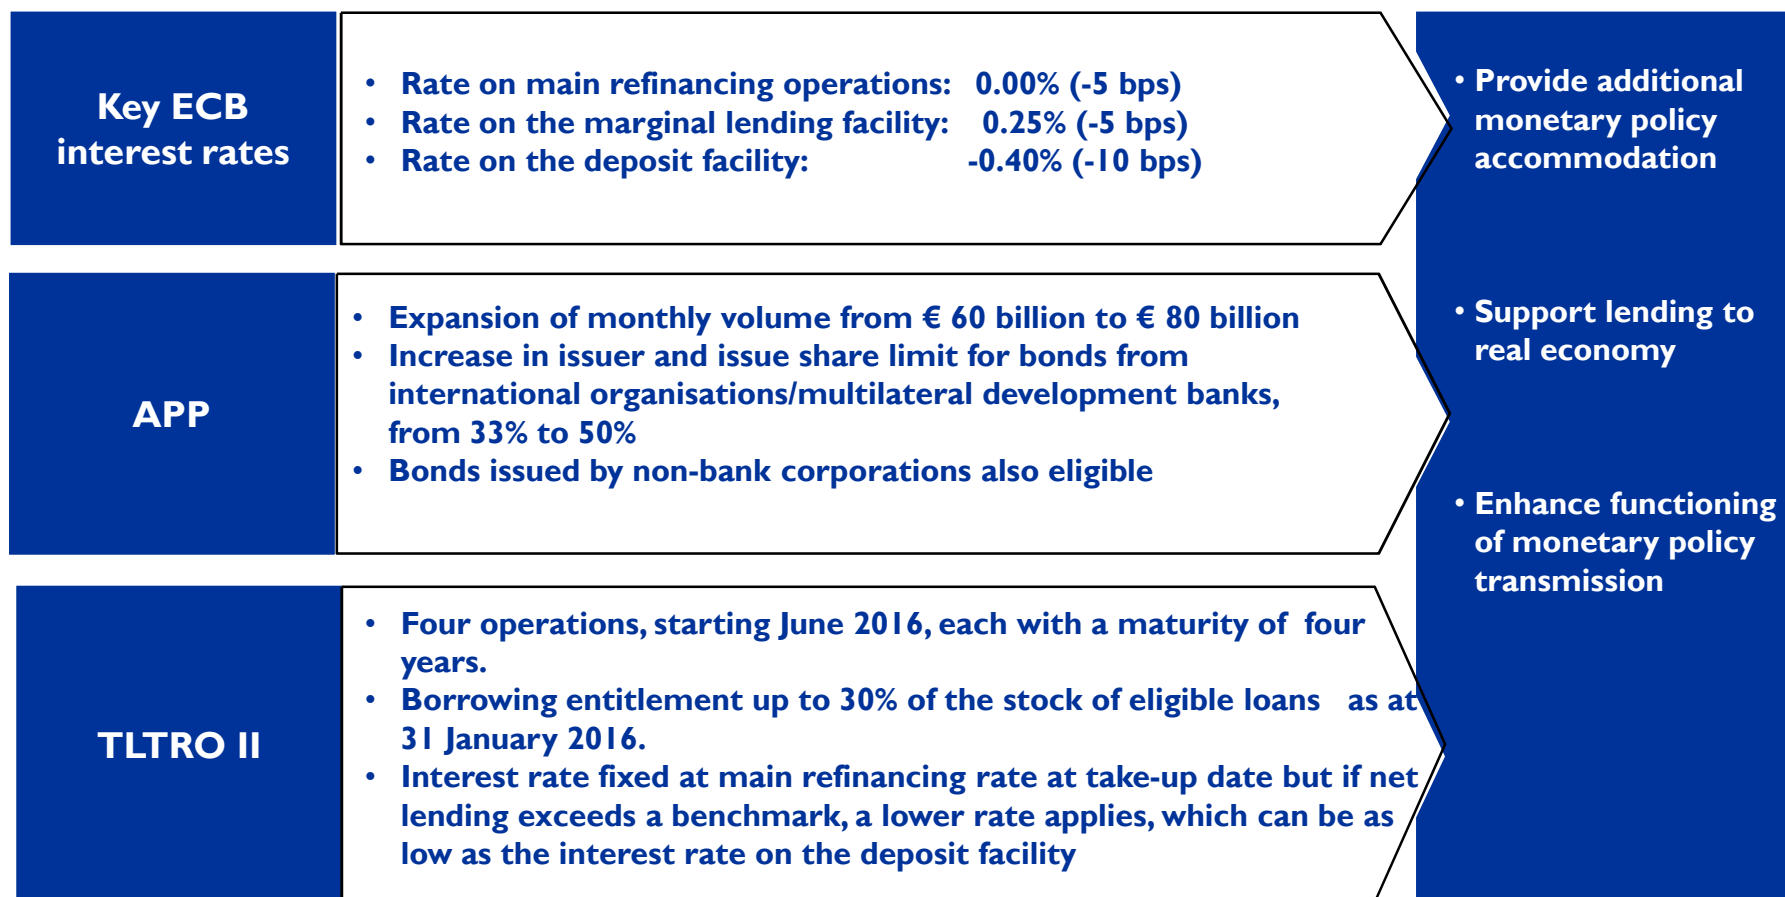 Key ECB
interest rates
• Rate on main refinancing operations: 0.00% (-5 bps)
• Rate on the marginal lending facility: 0.25% (-5 bps)
• Rate on the deposit facility: -0.40% (-10 bps)
APP
• Expansion of monthly volume from € 60 billion to € 80 billion
• Increase in issuer and issue share limit for bonds from
international organisations/multilateral development banks,
from 33% to 50%
• Bonds issued by non-bank corporations also eligible
TLTRO II
• Four operations, starting June 2016, each with a maturity of four
years.
• Borrowing entitlement up to 30% of the stock of eligible loans as at
31 January 2016.
• Interest rate fixed at main refinancing rate at take-up date but if net
lending exceeds a benchmark, a lower rate applies, which can be as
low as the interest rate on the deposit facility
• Provide additional
monetary policy
accommodation
• Support lending to
real economy
• Enhance functioning
of monetary policy
transmission